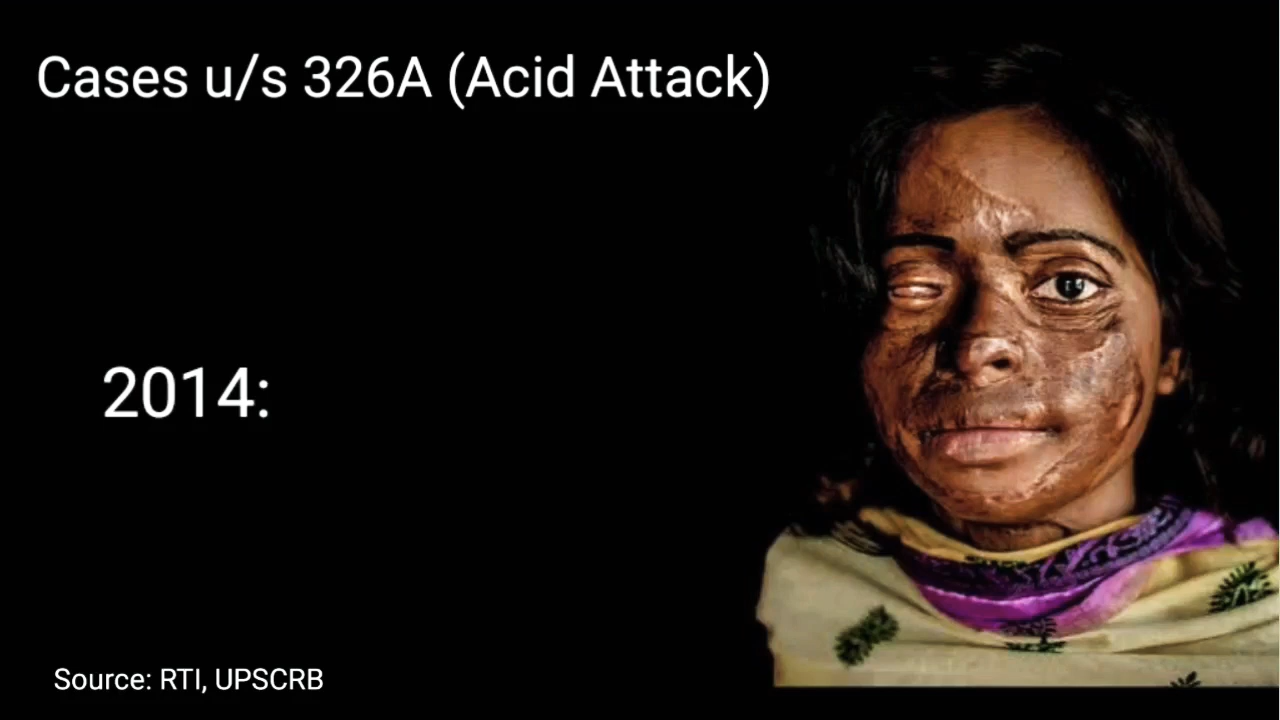 Cases u/s 326A (Acid Attack)
2014:
Source: RTI, UPSCRB